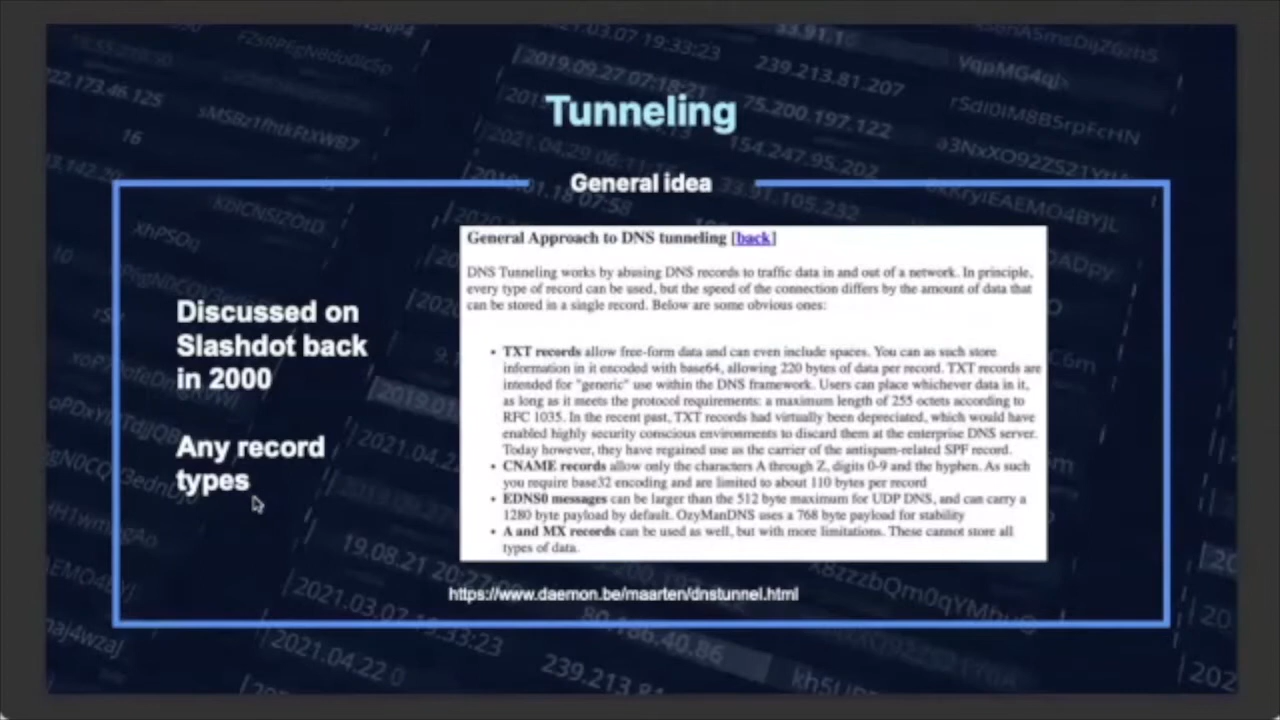 Tunneling
General idea
Discussed on
Slashdot back
in 2000
Any record
types
General Approach to DNS tunneling [back]
DNS Tunneling works by abusing DNS records to traffic data in and out of a network. In principle,
every type of record can be used, but the speed of the connection differs by the amount of data that
can be stored in a single record. Below are some obvious ones:
• TXT records allow free-form data and can even include spaces. You can as such store
information in it encoded with base64, allowing 220 bytes of data per record. TXT records are
intended for "generic" use within the DNS framework. Users can place whichever data in it,
as long as it meets the protocol requirements: a maximum length of 255 octets according to
RFC 1035. In the recent past, TXT records had virtually been depreciated, which would have
enabled highly security conscious environments to discard them at the enterprise DNS server.
Today however, they have regained use as the carrier of the antispam-related SPF record.
• CNAME records allow only the characters A through Z, digits 0-9 and the hyphen. As such
you require base32 encoding and are limited to about 110 bytes per record
• EDNS0 messages can be larger than the 512 byte maximum for UDP DNS, and can carry a
1280 byte payload by default. OzyManDNS uses a 768 byte payload for stability
• A and MX records can be used as well, but with more limitations. These cannot store all
types of data.
https://www.daemon.be/maarten/dnstunnel.html